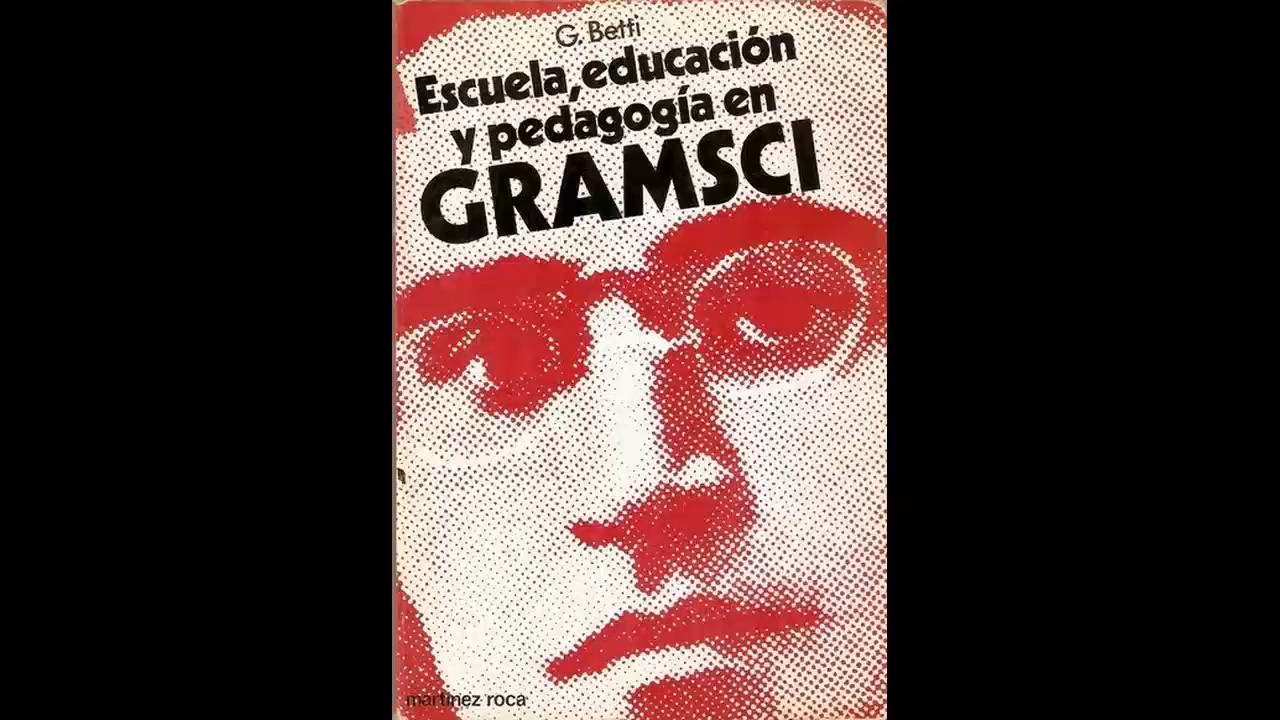 G. Betti
Escuela, educación
y pedagogía en
GRAMSCI
martínez roca